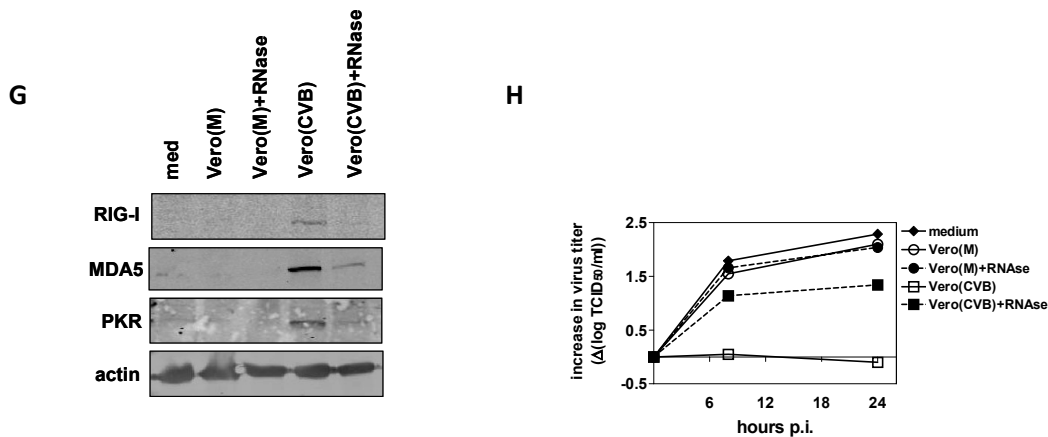 G
med
Vero(M)
Vero(M)+RNase
Vero(CVB)
Vero(CVB)+RNase
RIG-I
MDA5
PKR
actin
H
increase in virus titer
(Δ(log TCID50/ml))
2.5
1.5
0.5
-0.5
6 12 18 24
hours p.i.
medium
Vero(M)
Vero(M)+RNAse
Vero(CVB)
Vero(CVB)+RNAse